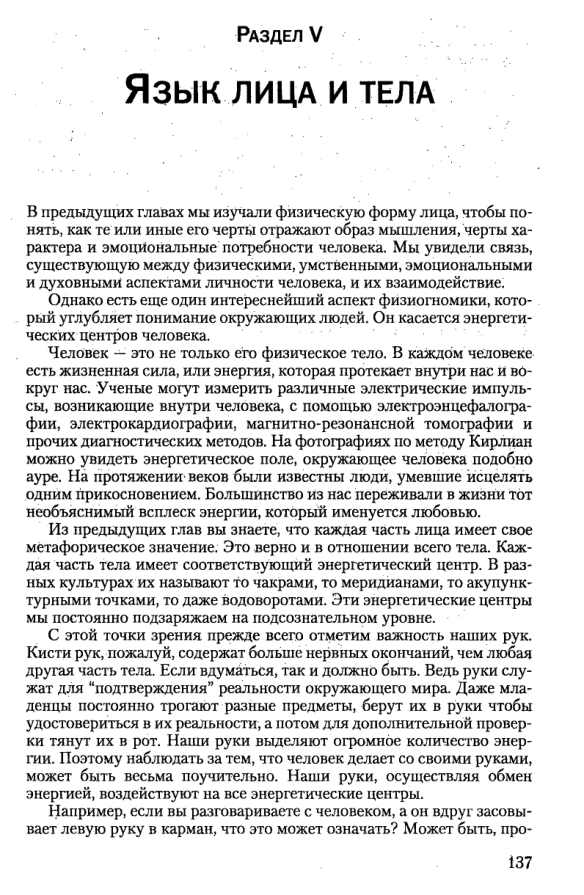 Раздел V
Язык лица и тела
В предыдущих главах мы изучали физическую форму лица, чтобы по-
нять, как те или иные его черты отражают образ мышления, черты ха-
рактера и эмоциональные потребности человека. Мы увидели связь,
существующую между физическими, умственными, эмоциональными
и духовными аспектами личности человека, и их взаимодействие.
Однако есть еще один интереснейший аспект физиогномики, кото-
рый углубляет понимание окружающих людей. Он касается энергети-
ческих центров человека.
Человек — это не только его физическое тело. В каждом человеке
есть жизненная сила, или энергия, которая протекает внутри нас и во-
круг нас. Ученые могут измерить различные электрические импуль-
сы, возникающие внутри человека, с помощью электроэнцефалогра-
фии, электрокардиографии, магнитно-резонансной томографии и
прочих диагностических методов. На фотографиях по методу Кирлиан
можно увидеть энергетическое поле, окружающее человека подобно
ауре. На протяжении веков были известны люди, умевшие исцелять
одним прикосновением. Большинство из нас переживали в жизни тот
необъяснимый всплеск энергии, который именуется любовью.
Из предыдущих глав вы знаете, что каждая часть лица имеет свое
метафорическое значение. Это верно и в отношении всего тела. Каж-
дая часть тела имеет соответствующий энергетический центр. В раз-
ных культурах их называют то чакрами, то меридианами, то акупунк-
турными точками, то даже водоворотами. Эти энергетические центры
мы постоянно подзаряжаем на подсознательном уровне.
С этой точки зрения прежде всего отметим важность наших рук.
Кисти рук, пожалуй, содержат больше нервных окончаний, чем любая
другая часть тела. Если вдуматься, так и должно быть. Ведь руки слу-
жат для “подтверждения” реальности окружающего мира. Даже мла-
денцы постоянно трогают разные предметы, берут их в руки чтобы
удостовериться в их реальности, а потом для дополнительной провер-
ки тянут их в рот. Наши руки выделяют огромное количество энер-
гии. Поэтому наблюдать за тем, что человек делает со своими руками,
может быть весьма поучительно. Наши руки, осуществляя обмен
энергией, воздействуют на все энергетические центры.
Например, если вы разговариваете с человеком, а он вдруг засовы-
вает левую руку в карман, что это может означать? Может быть, про-
137